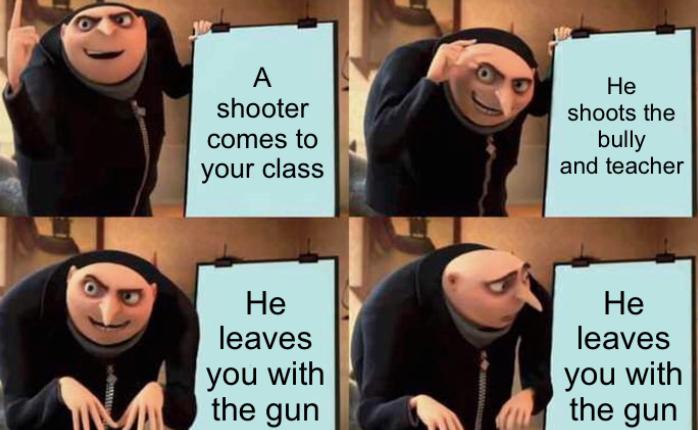 A
shooter
comes to
your class
He
shoots the
bully
and teacher
He
leaves
you with
the gun
He
leaves
you with
the gun